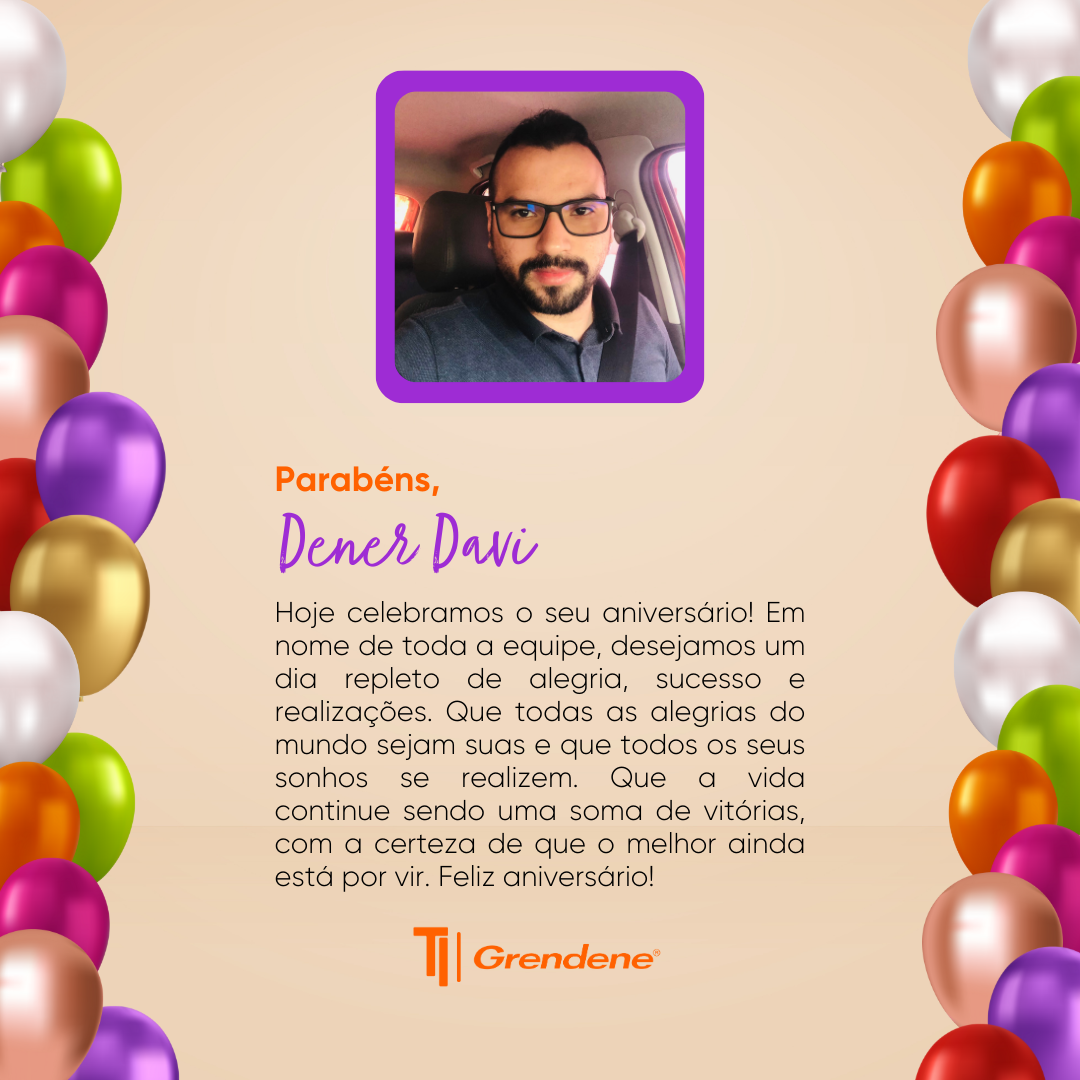 Parabéns,
Dener Davi
Hoje celebramos o seu aniversário! Em
nome de toda a equipe, desejamos um
dia repleto de alegria, sucesso e
realizações. Que todas as alegrias do
mundo sejam suas e que todos os seus
sonhos se realizem. Que a vida
continue sendo uma soma de vitórias,
com a certeza de que o melhor ainda
está por vir. Feliz aniversário!
TI | Grendene®